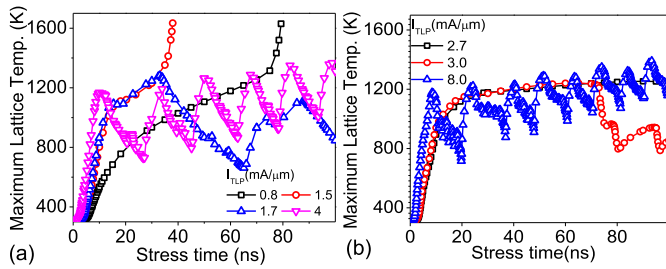 Maximum Lattice Temp. (K)
1600
1200
800
400
0 20 40 60 80
Stress time (ns)
I_TLP(mA/μm)
0.8 1.5
1.7 4
(a)
Maximum Lattice Temp. (K)
1600
1200
800
400
0 20 40 60 80 100
Stress time(ns)
I_TLP(mA/μm)
2.7
3.0
8.0
(b)